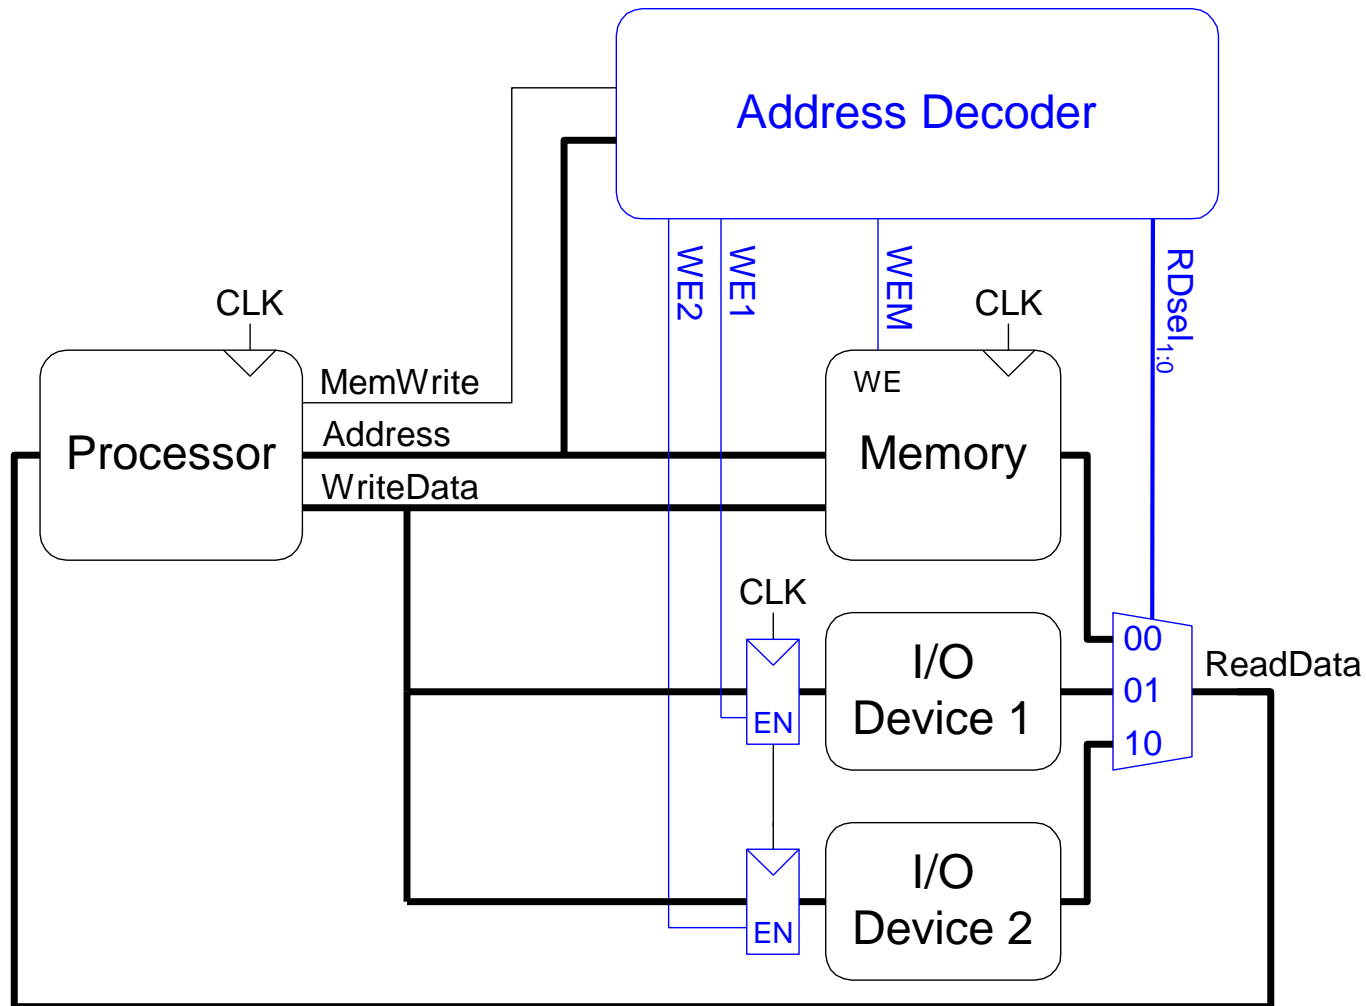 Address Decoder
WE2
WE1
WEM
RDsel1:0
CLK
CLK
MemWrite
WE
Address
Processor
Memory
WriteData
CLK
I/O
Device 1
EN
00
01
10
ReadData
I/O
Device 2
EN